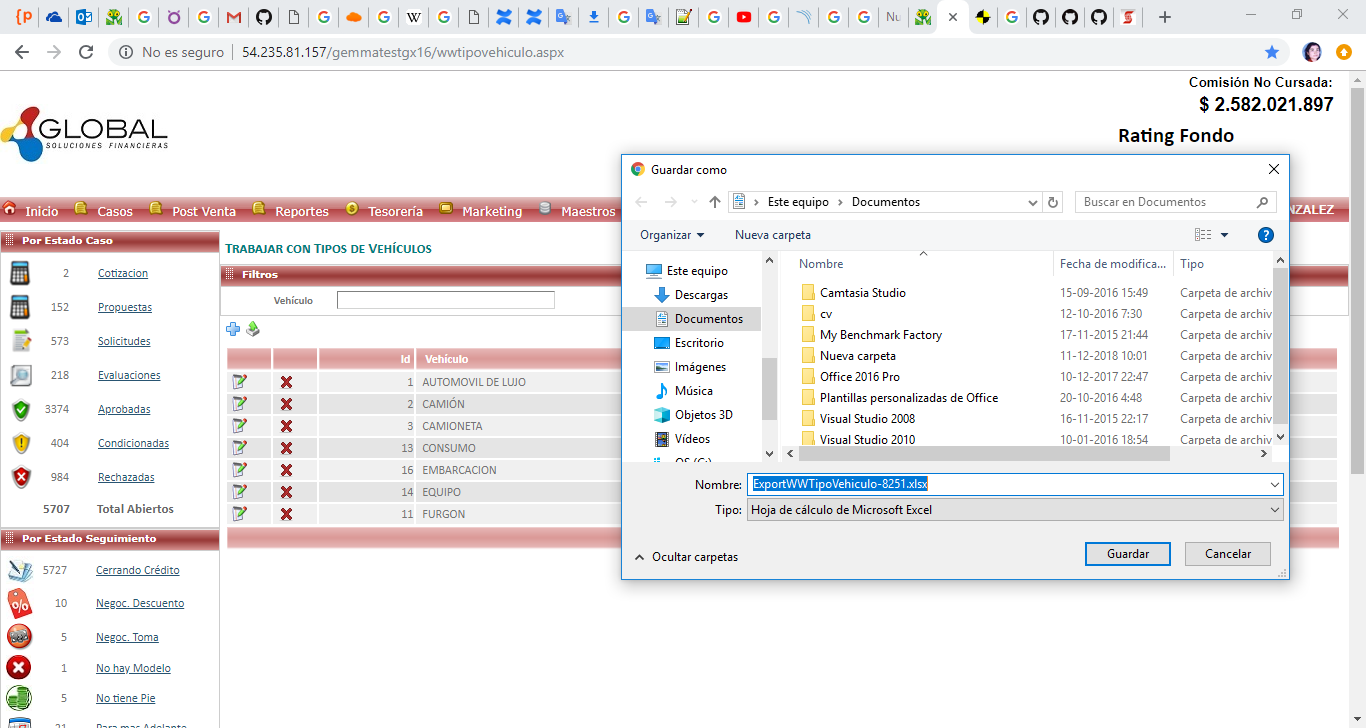 No es seguro
54.235.81.157/gemmatestgx16/wwtipovehiculo.aspx
Comisión No Cursada:
$ 2.582.021.897
Rating Fondo
GLOBAL
SOLUCIONES FINANCIERAS
Inicio Casos Post Venta Reportes Tesorería Marketing Maestros NZALEZ
Por Estado Caso
2 Cotizacion
152 Propuestas
573 Solicitudes
218 Evaluaciones
3374 Aprobadas
404 Condicionadas
984 Rechazadas
5707 Total Abiertos
Por Estado Seguimiento
5727 Cerrando Crédito
10 Negoc. Descuento
5 Negoc. Toma
1 No hay Modelo
5 No tiene Pie
21 Para mas Adelante
TRABAJAR CON TIPOS DE VEHÍCULOS
Filtros
Vehículo
Id Vehículo
1 AUTOMOVIL DE LUJO
2 CAMIÓN
3 CAMIONETA
13 CONSUMO
16 EMBARCACION
14 EQUIPO
11 FURGON
Guardar como
Este equipo
Documentos
Buscar en Documentos
Organizar
Nueva carpeta
Este equipo
Descargas
Documentos
Escritorio
Imágenes
Música
Objetos 3D
Vídeos
OS (C:)
Nombre Fecha de modifica... Tipo
Camtasia Studio 15-09-2016 15:49 Carpeta de archiv
cv 12-10-2016 7:30 Carpeta de archiv
My Benchmark Factory 17-11-2015 21:44 Carpeta de archiv
Nueva carpeta 11-12-2018 10:01 Carpeta de archiv
Office 2016 Pro 10-12-2017 22:47 Carpeta de archiv
Plantillas personalizadas de Office 20-10-2016 4:48 Carpeta de archiv
Visual Studio 2008 16-11-2015 22:17 Carpeta de archiv
Visual Studio 2010 10-01-2016 18:54 Carpeta de archiv
Nombre: ExportWWTipoVehiculo-8251.xlsx
Tipo: Hoja de cálculo de Microsoft Excel
Ocultar carpetas
Guardar
Cancelar